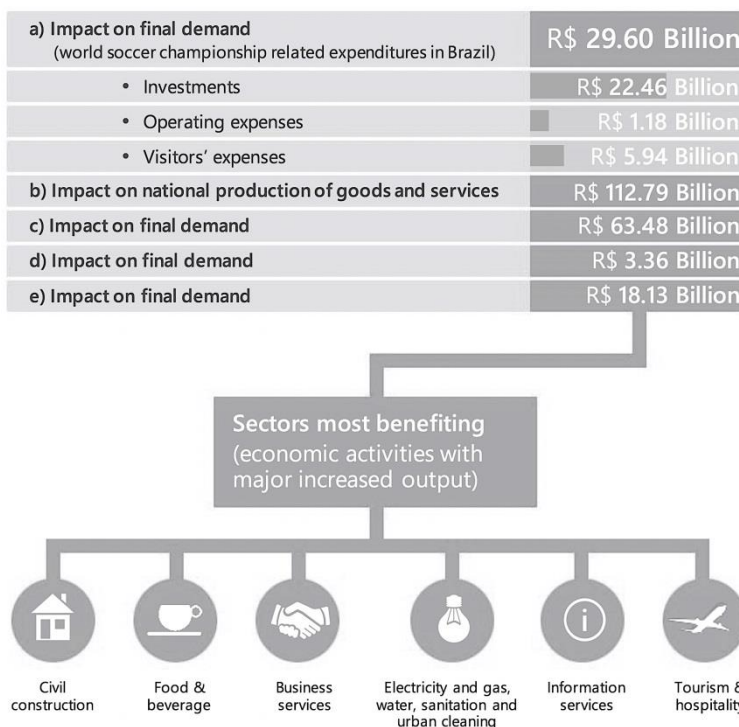 a) Impact on final demand R$ 29.60 Billion
(world soccer championship related expenditures in Brazil)
• Investments R$ 22.46 Billion
• Operating expenses R$ 1.18 Billion
• Visitors' expenses R$ 5.94 Billion
b) Impact on national production of goods and services R$ 112.79 Billion
c) Impact on final demand R$ 63.48 Billion
d) Impact on final demand R$ 3.36 Billion
e) Impact on final demand R$ 18.13 Billion
Sectors most benefiting
(economic activities with
major increased output)
Civil
construction
Food &
beverage
Business
services
Electricity and gas,
water, sanitation and
urban cleaning
Information
services
Tourism &
hospitality